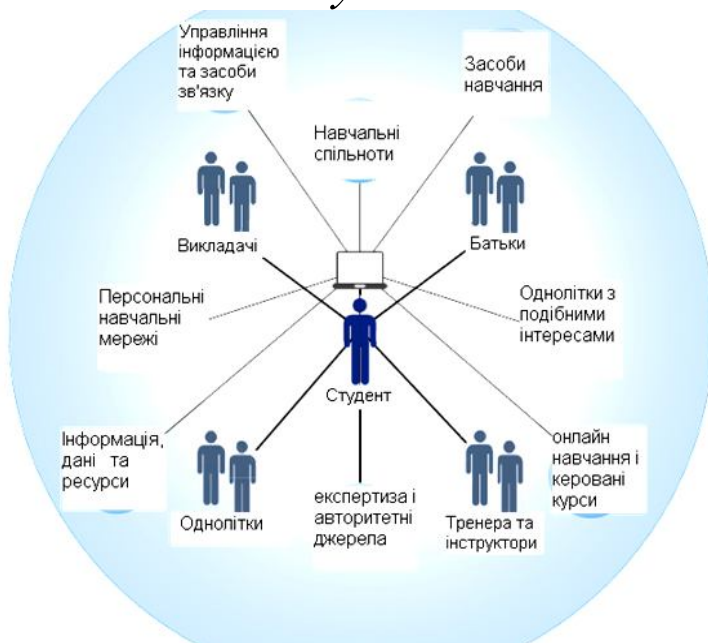 Управління
інформацією
та засоби
зв'язку
Засоби
навчання
Навчальні
спільноти
Викладачі
Батьки
Персональні
навчальні
мережі
Однолітки з
подібними
інтересами
Студент
Інформація,
дані та
ресурси
онлайн
навчання і
керовані
курси
Однолітки
експертиза і
авторитетні
джерела
Тренера та
інструктори